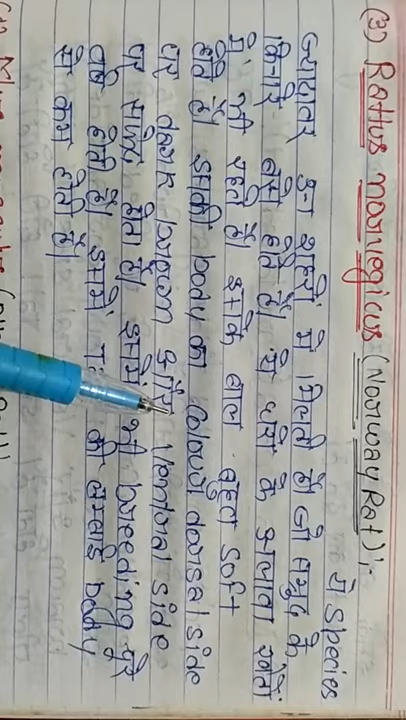 (3) Rattus norvegicus (Norway Rat) :-
ये species
ज्यादातर उन शहरों में मिलती है जो समुद्र के
किनारे बसे होते हैं। ये घरों के अलावा खेतों
में भी रहते हैं। इनके बाल बहुत soft
होते हैं। इनकी body का colour dorsal side
पर dark brown और ventral side
पर सफेद होता है। इनमें भी breeding पूरे
वर्ष होती है। इनमें की लम्बाई body
से कम होती है।